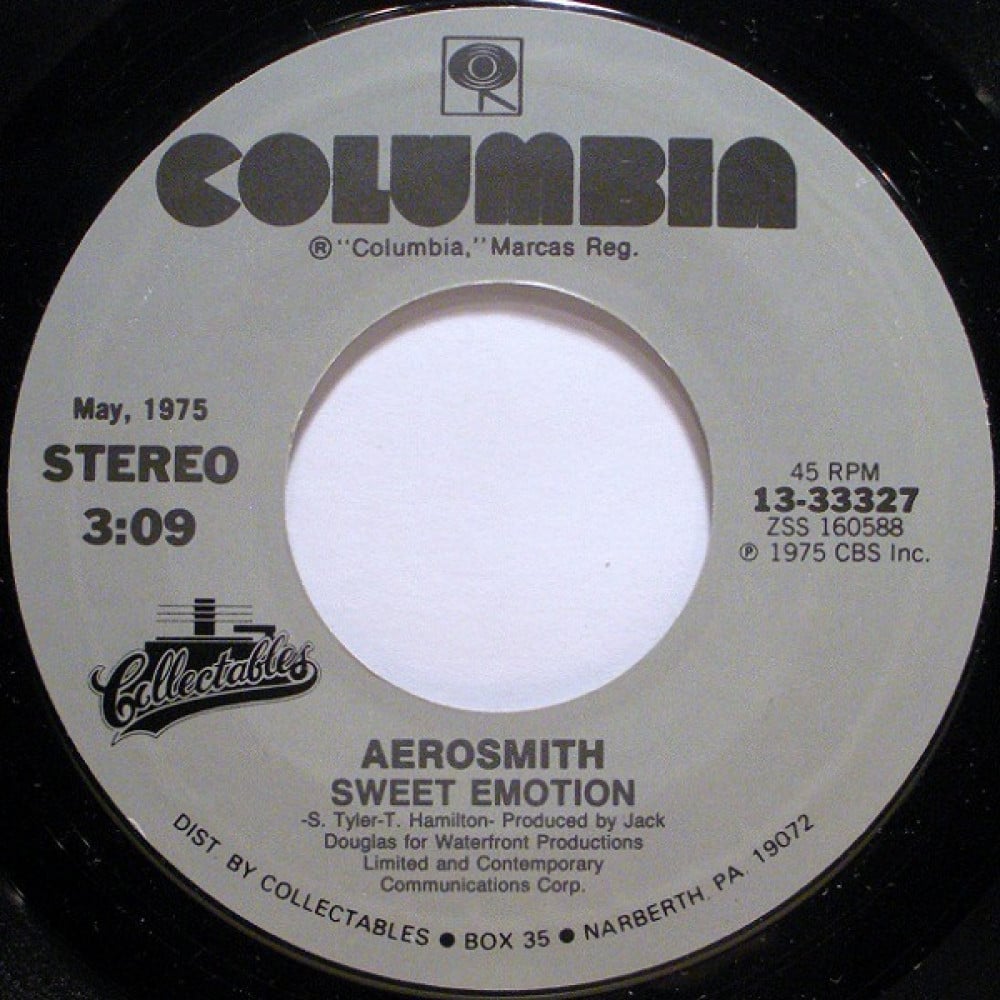 COLUMBIA
® "Columbia," Marcas Reg.
May, 1975
STEREO
3:09
45 RPM
13-33327
ZSS 160588
℗ 1975 CBS Inc.
Collectables
AEROSMITH
SWEET EMOTION
-S. Tyler-T. Hamilton- Produced by Jack
Douglas for Waterfront Productions
Limited and Contemporary
Communications Corp.
DIST. BY COLLECTABLES ● BOX 35 ● NARBERTH. PA. 19072